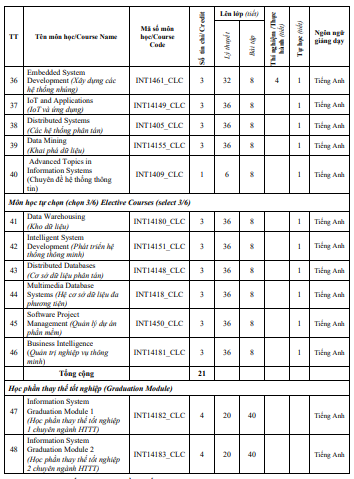 TT Tên môn học/Course Name Mã số môn học/Course Code Số tín chỉ/Credit Lên lớp (tiết) Lý thuyết Bài tập Thí nghiệm/Thực hành (tiết) Tự học (tiết) Ngôn ngữ giảng dạy
36 Embedded System Development (Xây dựng các hệ thống nhúng) INT1461_CLC 3 32 8 4 1 Tiếng Anh
37 IoT and Applications (IoT và ứng dụng) INT14149_CLC 3 36 8 1 Tiếng Anh
38 Distributed Systems (Các hệ thống phân tán) INT1405_CLC 3 36 8 1 Tiếng Anh
39 Data Mining (Khai phá dữ liệu) INT14155_CLC 3 36 8 1 Tiếng Anh
40 Advanced Topics in Information Systems (Chuyên đề hệ thống thông tin) INT1409_CLC 1 6 8 1 Tiếng Anh
Môn học tự chọn (chọn 3/6) Elective Courses (select 3/6)
41 Data Warehousing (Kho dữ liệu) INT14180_CLC 3 36 8 1 Tiếng Anh
42 Intelligent System Development (Phát triển hệ thống thông minh) INT14151_CLC 3 36 8 1 Tiếng Anh
43 Distributed Databases (Cơ sở dữ liệu phân tán) INT14148_CLC 3 36 8 1 Tiếng Anh
44 Multimedia Database Systems (Hệ cơ sở dữ liệu đa phương tiện) INT1418_CLC 3 36 8 1 Tiếng Anh
45 Software Project Management (Quản lý dự án phần mềm) INT1450_CLC 3 36 8 1 Tiếng Anh
46 Business Intelligence (Quản trị nghiệp vụ thông minh) INT14181_CLC 3 36 8 1 Tiếng Anh
Tổng cộng 21
Học phần thay thế tốt nghiệp (Graduation Module)
47 Information System Graduation Module 1 (Học phần thay thế tốt nghiệp 1 chuyên ngành HTTT) INT14182_CLC 4 20 40 Tiếng Anh
48 Information System Graduation Module 2 (Học phần thay thế tốt nghiệp 2 chuyên ngành HTTT) INT14183_CLC 4 20 40 Tiếng Anh